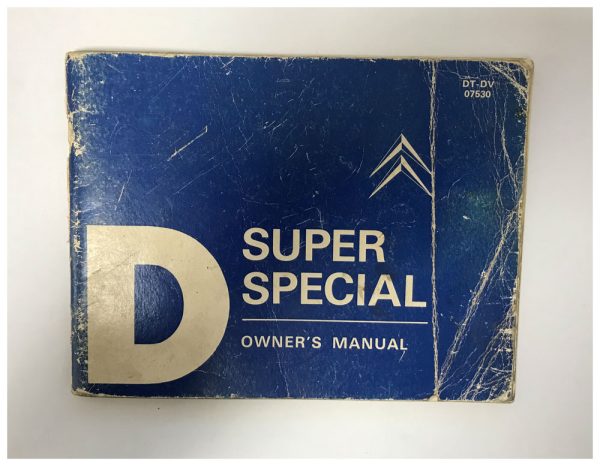 DT-DV
07530
D
SUPER
SPECIAL
OWNER'S MANUAL